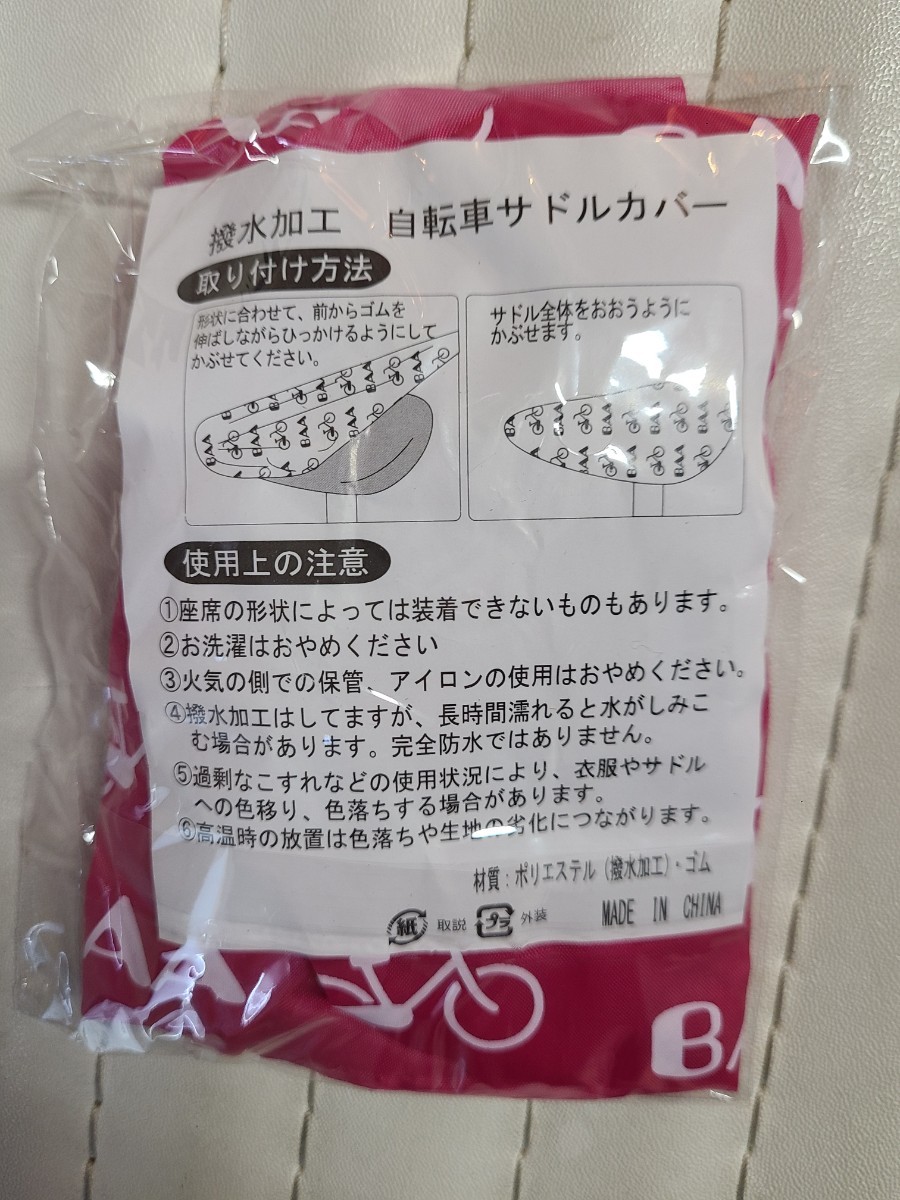 撥水加工 自転車サドルカバー
取り付け方法
形状に合わせて、前からゴムを
伸ばしながらひっかけるようにして
かぶせてください。
サドル全体をおおうように
かぶせます。
BAA BAA BAA BAA
BAA BAA BAA
BAA BAA BAA
BAA BAA
使用上の注意
①座席の形状によっては装着できないものもあります。
②お洗濯はおやめください
③火気の側での保管、アイロンの使用はおやめください。
④撥水加工はしてますが、長時間濡れると水がしみこ
む場合があります。完全防水ではありません。
⑤過剰なこすれなどの使用状況により、衣服やサドル
への色移り、色落ちする場合があります。
⑥高温時の放置は色落ちや生地の劣化につながります。
材質:ポリエステル(撥水加工)・ゴム
紙 取説 プラ 外装 MADE IN CHINA